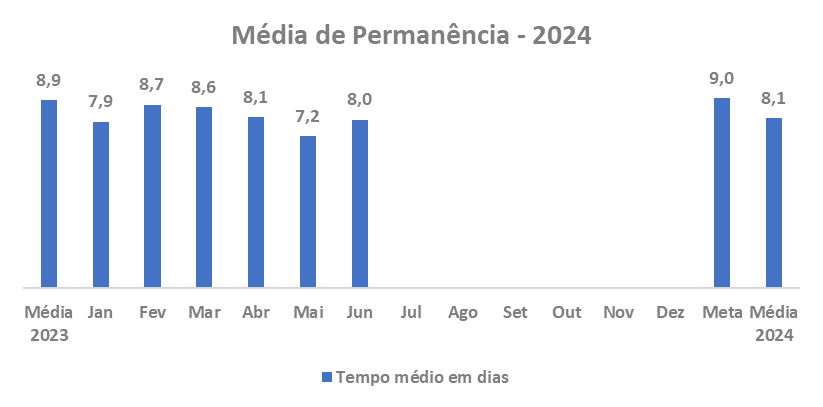 Média de Permanência - 2024
8,9
7,9
8,7
8,6
8,1
7,2
8,0
9,0
8,1
Média 2023
Jan
Fev
Mar
Abr
Mai
Jun
Jul
Ago
Set
Out
Nov
Dez
Meta
Média 2024
Tempo médio em dias